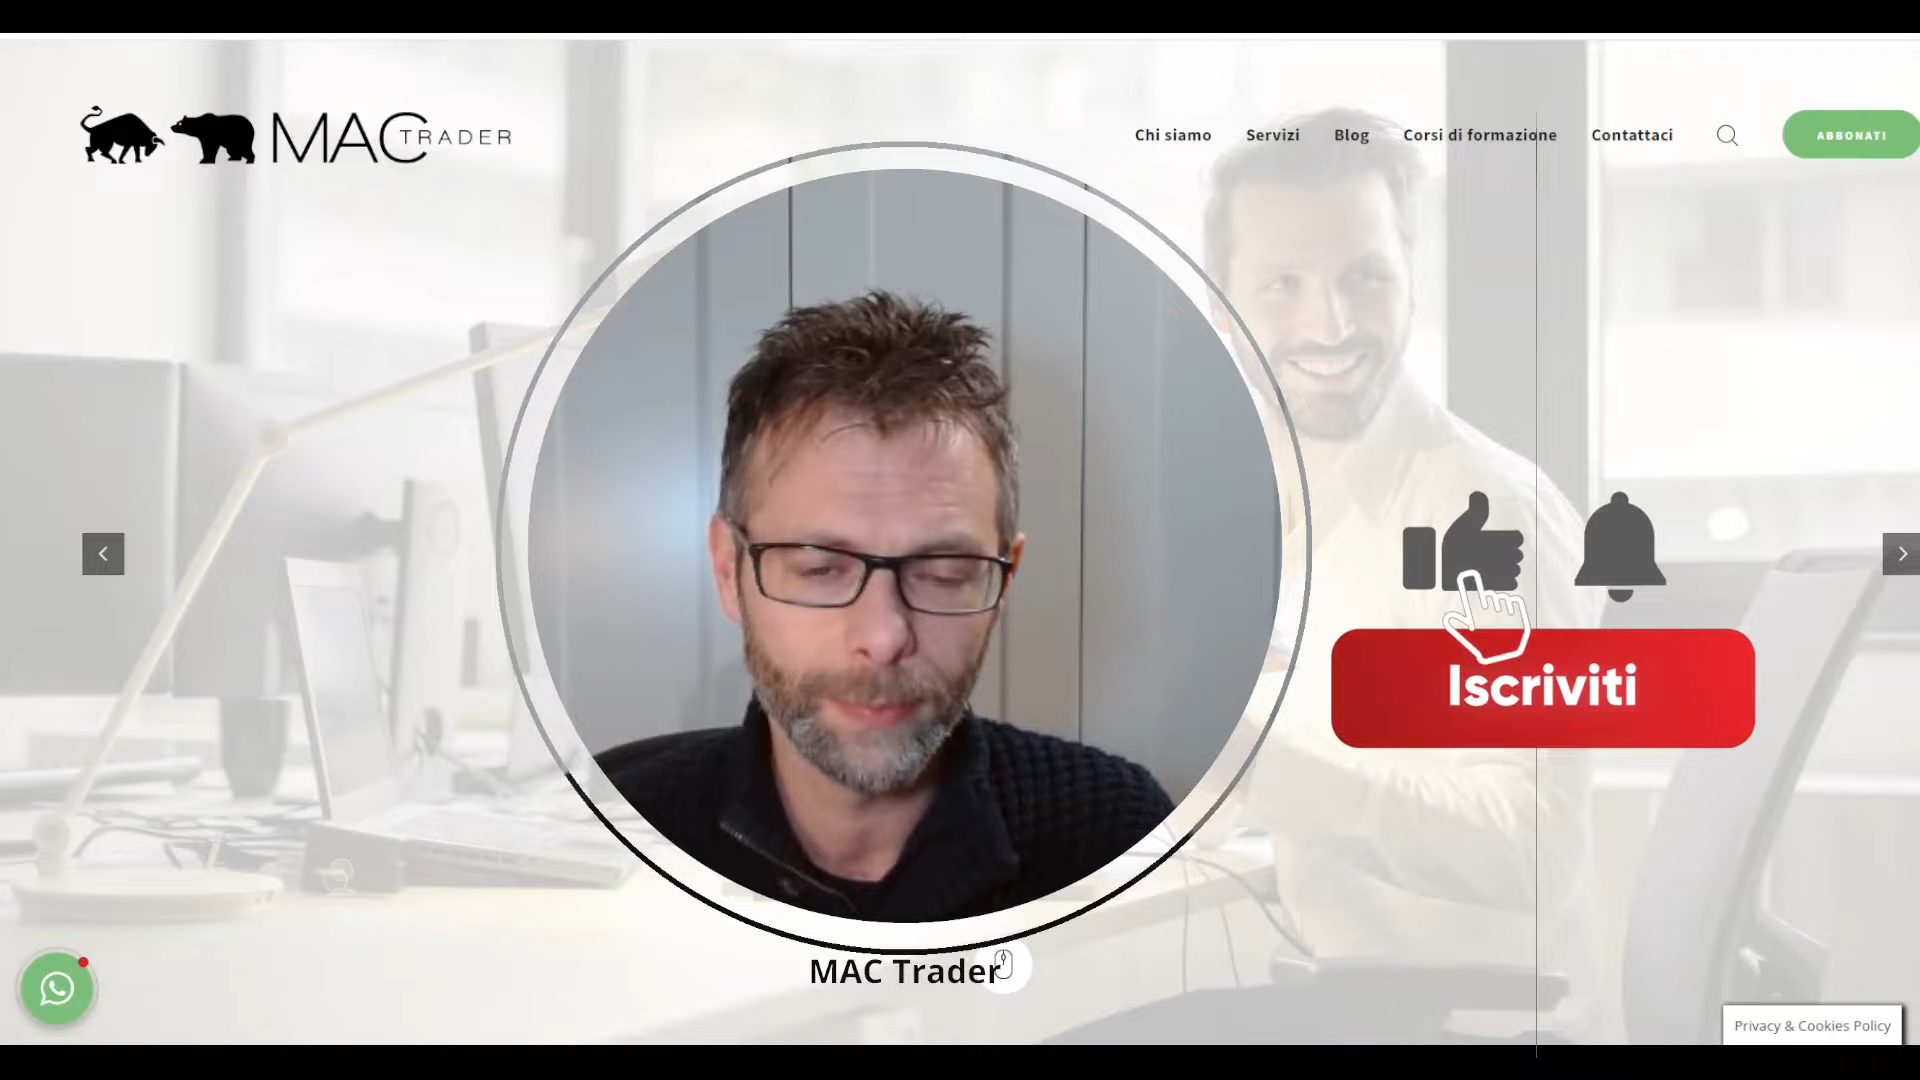 MAC TRADER
Chi siamo Servizi Blog Corsi di formazione Contattaci ABBONATI
Iscriviti
MAC Trader
Privacy & Cookies Policy